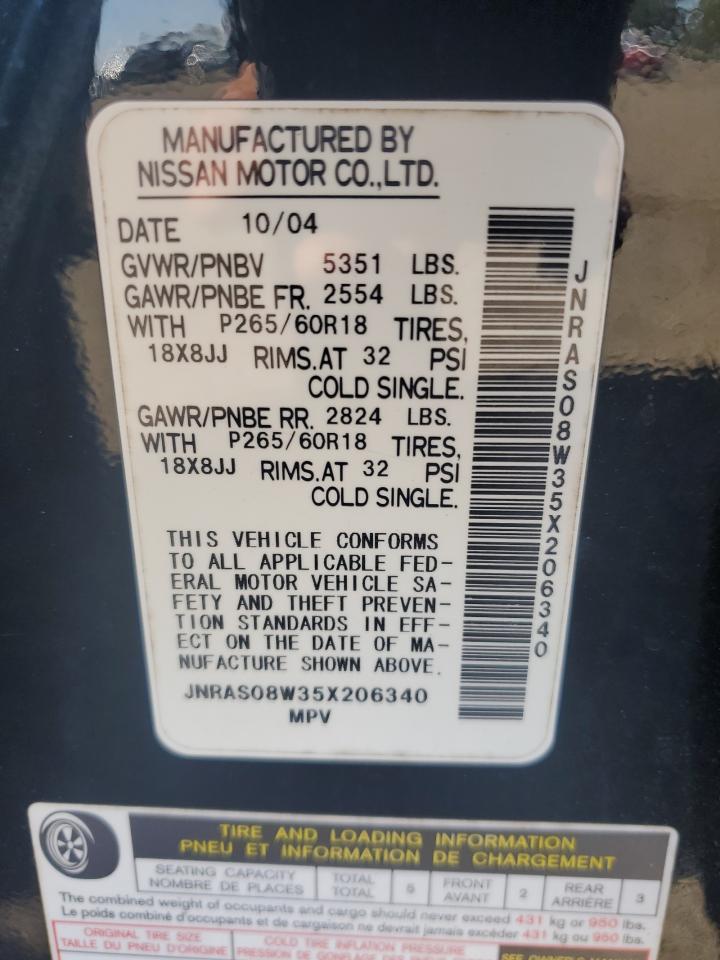 MANUFACTURED BY
NISSAN MOTOR CO.,LTD.
DATE 10/04
GVWR/PNBV 5351 LBS.
GAWR/PNBE FR. 2554 LBS.
WITH P265/60R18 TIRES,
18X8JJ RIMS.AT 32 PSI
COLD SINGLE.
GAWR/PNBE RR. 2824 LBS.
WITH P265/60R18 TIRES,
18X8JJ RIMS.AT 32 PSI
COLD SINGLE.
THIS VEHICLE CONFORMS
TO ALL APPLICABLE FED-
ERAL MOTOR VEHICLE SA-
FETY AND THEFT PREVEN-
TION STANDARDS IN EFF-
ECT ON THE DATE OF MA-
NUFACTURE SHOWN ABOVE.
JNRAS08W35X206340
MPV
JNRAS08W35X206340
TIRE AND LOADING INFORMATION
PNEU ET INFORMATION DE CHARGEMENT
SEATING CAPACITY TOTAL 5 FRONT 2 REAR 3
NOMBRE DE PLACES TOTAL AVANT ARRIÈRE
The combined weight of occupants and cargo should never exceed 431 kg or 950 lbs.
Le poids combiné d'occupants et de cargaison ne devrait jamais excéder 431 kg ou 950 lbs.
ORIGINAL TIRE SIZE COLD TIRE INFLATION PRESSURE
TAILLE DU PNEU D'ORIGINE PRESSION DE GONFLAGE DES PNEUS
SEE OWNER'S